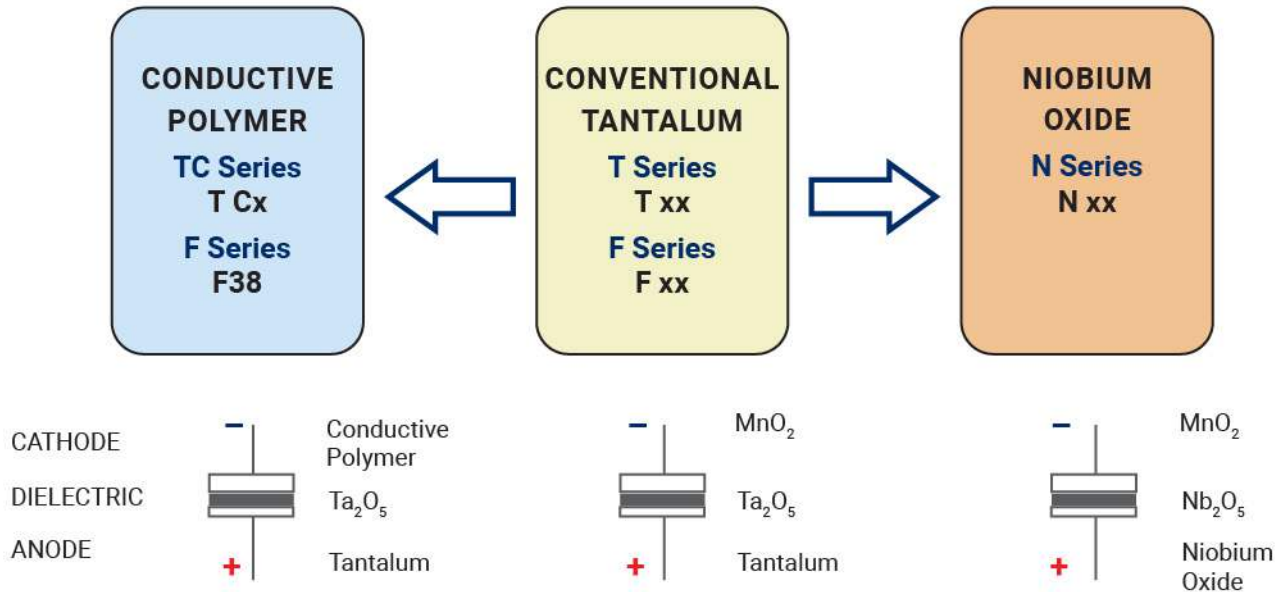 CONDUCTIVE
POLYMER
TC Series
T Cx
F Series
F38
CONVENTIONAL
TANTALUM
T Series
T xx
F Series
F xx
NIOBIUM
OXIDE
N Series
N xx
CATHODE
DIELECTRIC
ANODE
–
Conductive
Polymer
Ta₂O₅
+
Tantalum
–
MnO₂
Ta₂O₅
+
Tantalum
–
MnO₂
Nb₂O₅
+
Niobium
Oxide